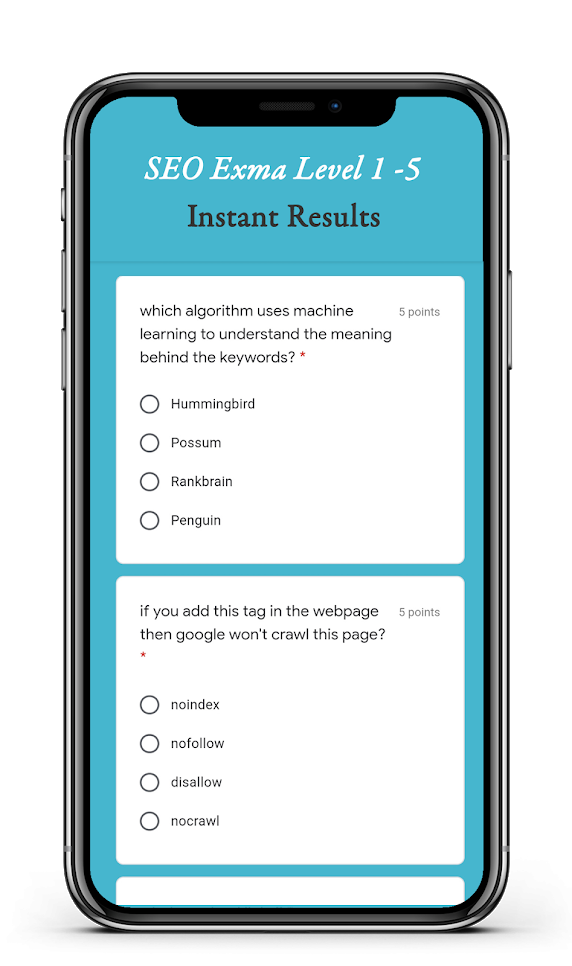 SEO Exma Level 1 -5
Instant Results
which algorithm uses machine
5 points
learning to understand the meaning
behind the keywords? *
Hummingbird
Possum
Rankbrain
Penguin
if you add this tag in the webpage
5 points
then google won't crawl this page?
*
noindex
nofollow
disallow
nocrawl